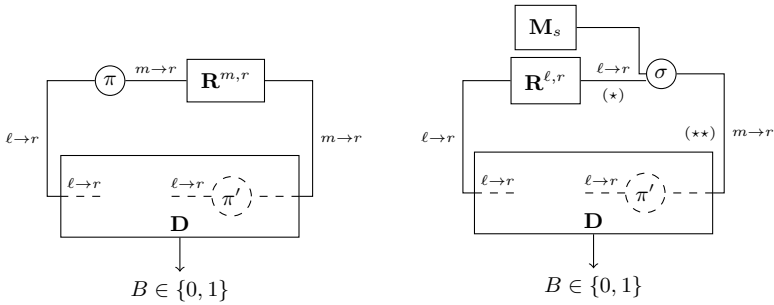 π
m→r
R^{m,r}
ℓ→r
m→r
ℓ→r
ℓ→r
π′
D
B ∈ {0, 1}
M_s
R^{ℓ,r}
ℓ→r
(⋆)
σ
ℓ→r
(⋆⋆)
m→r
ℓ→r
ℓ→r
π′
D
B ∈ {0, 1}